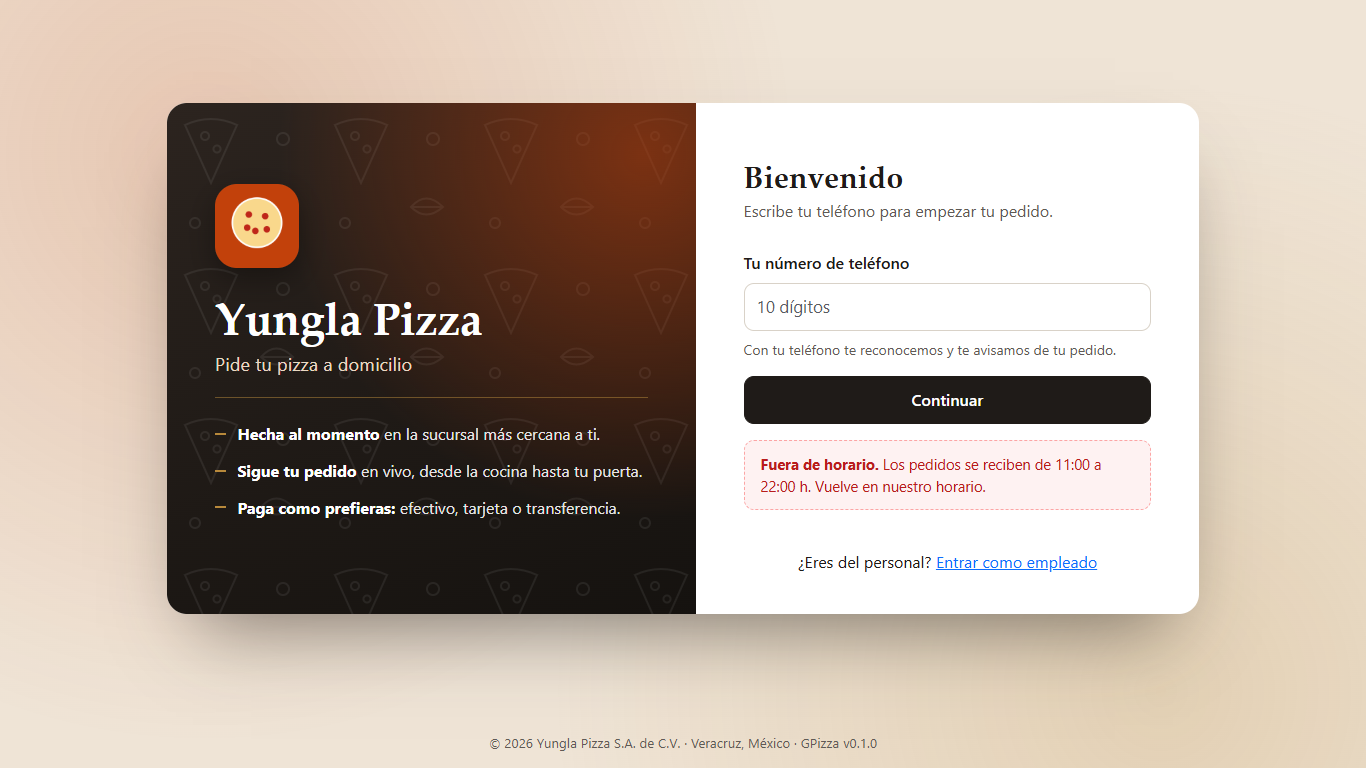 Yungla Pizza
Pide tu pizza a domicilio
Hecha al momento en la sucursal más cercana a ti.
Sigue tu pedido en vivo, desde la cocina hasta tu puerta.
Paga como prefieras: efectivo, tarjeta o transferencia.
Bienvenido
Escribe tu teléfono para empezar tu pedido.
Tu número de teléfono
10 dígitos
Con tu teléfono te reconocemos y te avisamos de tu pedido.
Continuar
Fuera de horario. Los pedidos se reciben de 11:00 a
22:00 h. Vuelve en nuestro horario.
¿Eres del personal? Entrar como empleado
© 2026 Yungla Pizza S.A. de C.V. · Veracruz, México · GPizza v0.1.0